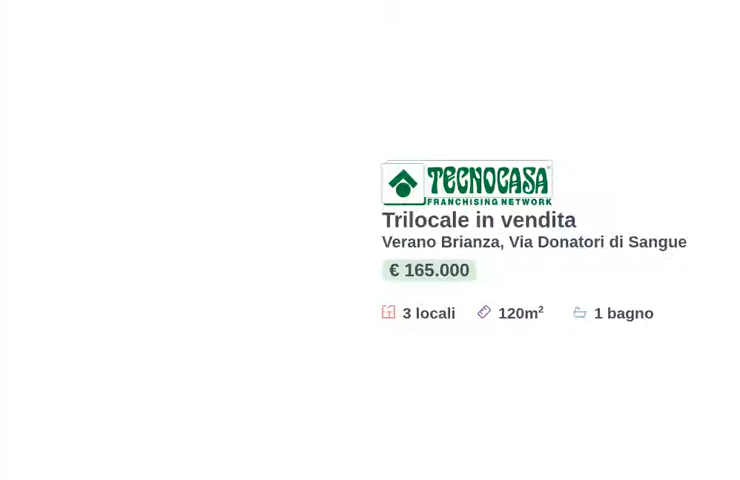 TECNOCASA
FRANCHISING NETWORK
Trilocale in vendita
Verano Brianza, Via Donatori di Sangue
€ 165.000
3 locali 120m² 1 bagno